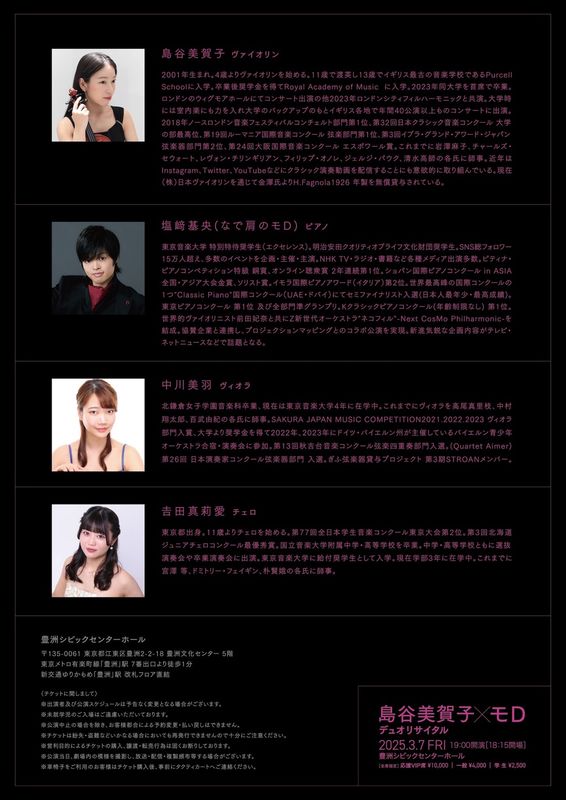 島谷美賀子 ヴァイオリン
2001年生まれ。4歳よりヴァイオリンを始める。11歳で渡英し13歳でイギリス最古の音楽学校であるPurcell
Schoolに入学。卒業後奨学金を得てRoyal Academy of Music に入学。2023年同大学を首席で卒業。
ロンドンのウィグモアホールにてコンサート出演の他2023年ロンドンシティフィルハーモニックと共演。大学時
には室内楽にも力を入れ大学のバックアップのもとイギリス各地で年間40公演以上ものコンサートに出演。
2018年ノースロンドン音楽フェスティバルコンチェルト部門第1位、第32回日本クラシック音楽コンクール 大学
の部最高位、第19回ルーマニア国際音楽コンクール 弦楽部門第1位、第3回イブラ・グランド・アワード・ジャパン
弦楽器部門 第2位、第24回大阪国際音楽コンクール エスポワール賞。これまでに岩澤麻子、チャールズ・
セウォート、レヴォン・チリンギリアン、フィリップ・オノレ、ジェルジ・パウク、清水高師の各氏に師事。近年は
Instagram、Twitter、YouTubeなどにクラシック演奏動画を配信することにも意欲的に取り組んでいる。現在
(株)日本ヴァイオリンを通じて金澤氏よりH.Fagnola1926 年製を無償貸与されている。
塩﨑基央(なで肩のモD) ピアノ
東京音楽大学 特別特待奨学生(エクセレンス)。明治安田クオリティオブライフ文化財団奨学生。SNS総フォロワー
15万人超え、多数のイベントを企画・主催・主演。NHK TV・ラジオ・書籍など各種メディア出演多数。ピティナ・
ピアノコンペティション特級 銅賞、オンライン聴衆賞 2年連続第1位。ショパン国際ピアノコンクール in ASIA
全国・アジア大会金賞、ソリスト賞。イモラ国際ピアノアワード(イタリア)第2位。世界最高峰の国際コンクールの
1つ"Classic Piano"国際コンクール(UAE・ドバイ)にてセミファイナリスト入選(日本人最年少・最高成績)。
東京ピアノコンクール 第1位 及び全部門準グランプリ。Kクラシックピアノコンクール(年齢制限なし) 第1位。
世界的ヴァイオリニスト前田妃奈と共にZ新世代オーケストラ"ネコフィル"-Next CosMo Philharmonic-を
結成。協賛企業と連携し、プロジェクションマッピングとのコラボ公演を実現。新進気鋭な企画内容がテレビ・
ネットニュースなどで話題となる。
中川美羽 ヴィオラ
北鎌倉女子学園音楽科卒業、現在は東京音楽大学4年に在学中。これまでにヴィオラを高尾真里枝、中村
翔太郎、百武由紀の各氏に師事。SAKURA JAPAN MUSIC COMPETITION2021.2022.2023 ヴィオラ
部門入賞、大学より奨学金を得て2022年、2023年にドイツ・バイエルン州が主催しているバイエルン青少年
オーケストラ合宿・演奏会に参加。第13回秋吉台音楽コンクール弦楽四重奏部門入選。(Quartet Aimer)
第26回 日本演奏家コンクール弦楽器部門 入選。ぎふ弦楽器貸与プロジェクト 第3期STROANメンバー。
𠮷田真莉愛 チェロ
東京都出身。11歳よりチェロを始める。第77回全日本学生音楽コンクール東京大会第2位。第3回北海道
ジュニアチェロコンクール最優秀賞。国立音楽大学附属中学・高等学校を卒業。中学・高等学校ともに選抜
演奏会や卒業演奏会に出演。東京音楽大学に給付奨学生として入学。現在学部3年に在学中。これまでに
宮澤 等、ドミトリー・フェイギン、朴賢娥の各氏に師事。
豊洲シビックセンターホール
〒135-0061 東京都江東区豊洲2-2-18 豊洲文化センター 5階
東京メトロ有楽町線「豊洲」駅 7番出口より徒歩1分
新交通ゆりかもめ「豊洲」駅 改札フロア直結
〈チケットに関しまして〉
※出演者及び公演スケジュールは予告なく変更となる場合がございます。
※未就学児のご入場はご遠慮いただいております。
※公演中止の場合を除き、お客様都合による予約変更・払い戻しはできません。
※チケットは紛失・盗難などいかなる場合においても再発行できませんので十分にご注意ください。
※営利目的によるチケットの購入、譲渡・転売行為は固くお断りしております。
※公演当日、劇場内の模様を撮影し、放送・配信・複製頒布等する場合がございます。
※車椅子をご利用のお客様はチケット購入後、事前にタクティカートへご連絡ください。
島谷美賀子×モD
デュオリサイタル
2025.3.7 FRI 19:00開演[18:15開場]
豊洲シビックセンターホール
[全席指定] 応援VIP席 ¥10,000 | 一般 ¥4,000 | 学生 ¥2,500